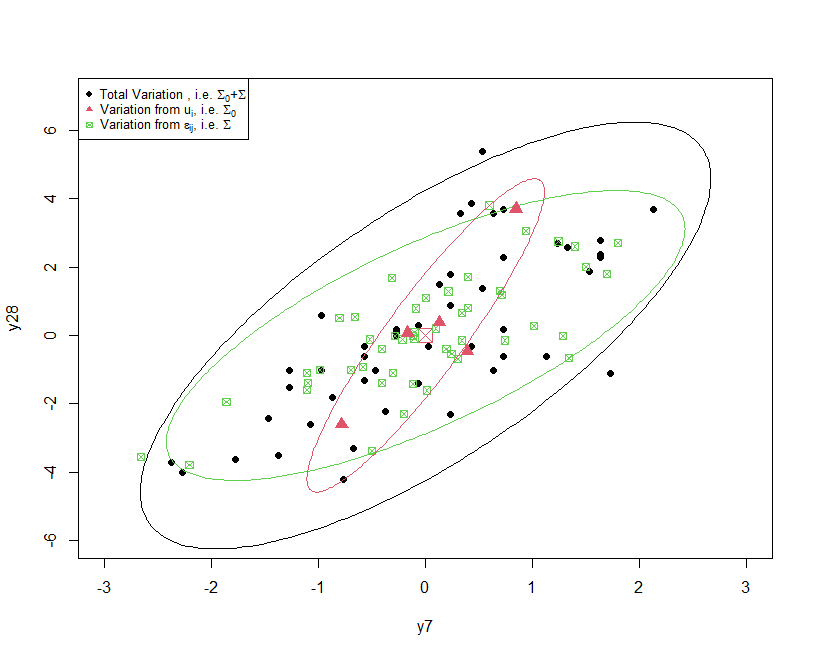 Total Variation , i.e. Σ₀+Σ
Variation from uᵢ, i.e. Σ₀
Variation from εᵢⱼ, i.e. Σ
y28
6
4
2
0
-2
-4
-6
-3 -2 -1 0 1 2 3
y7